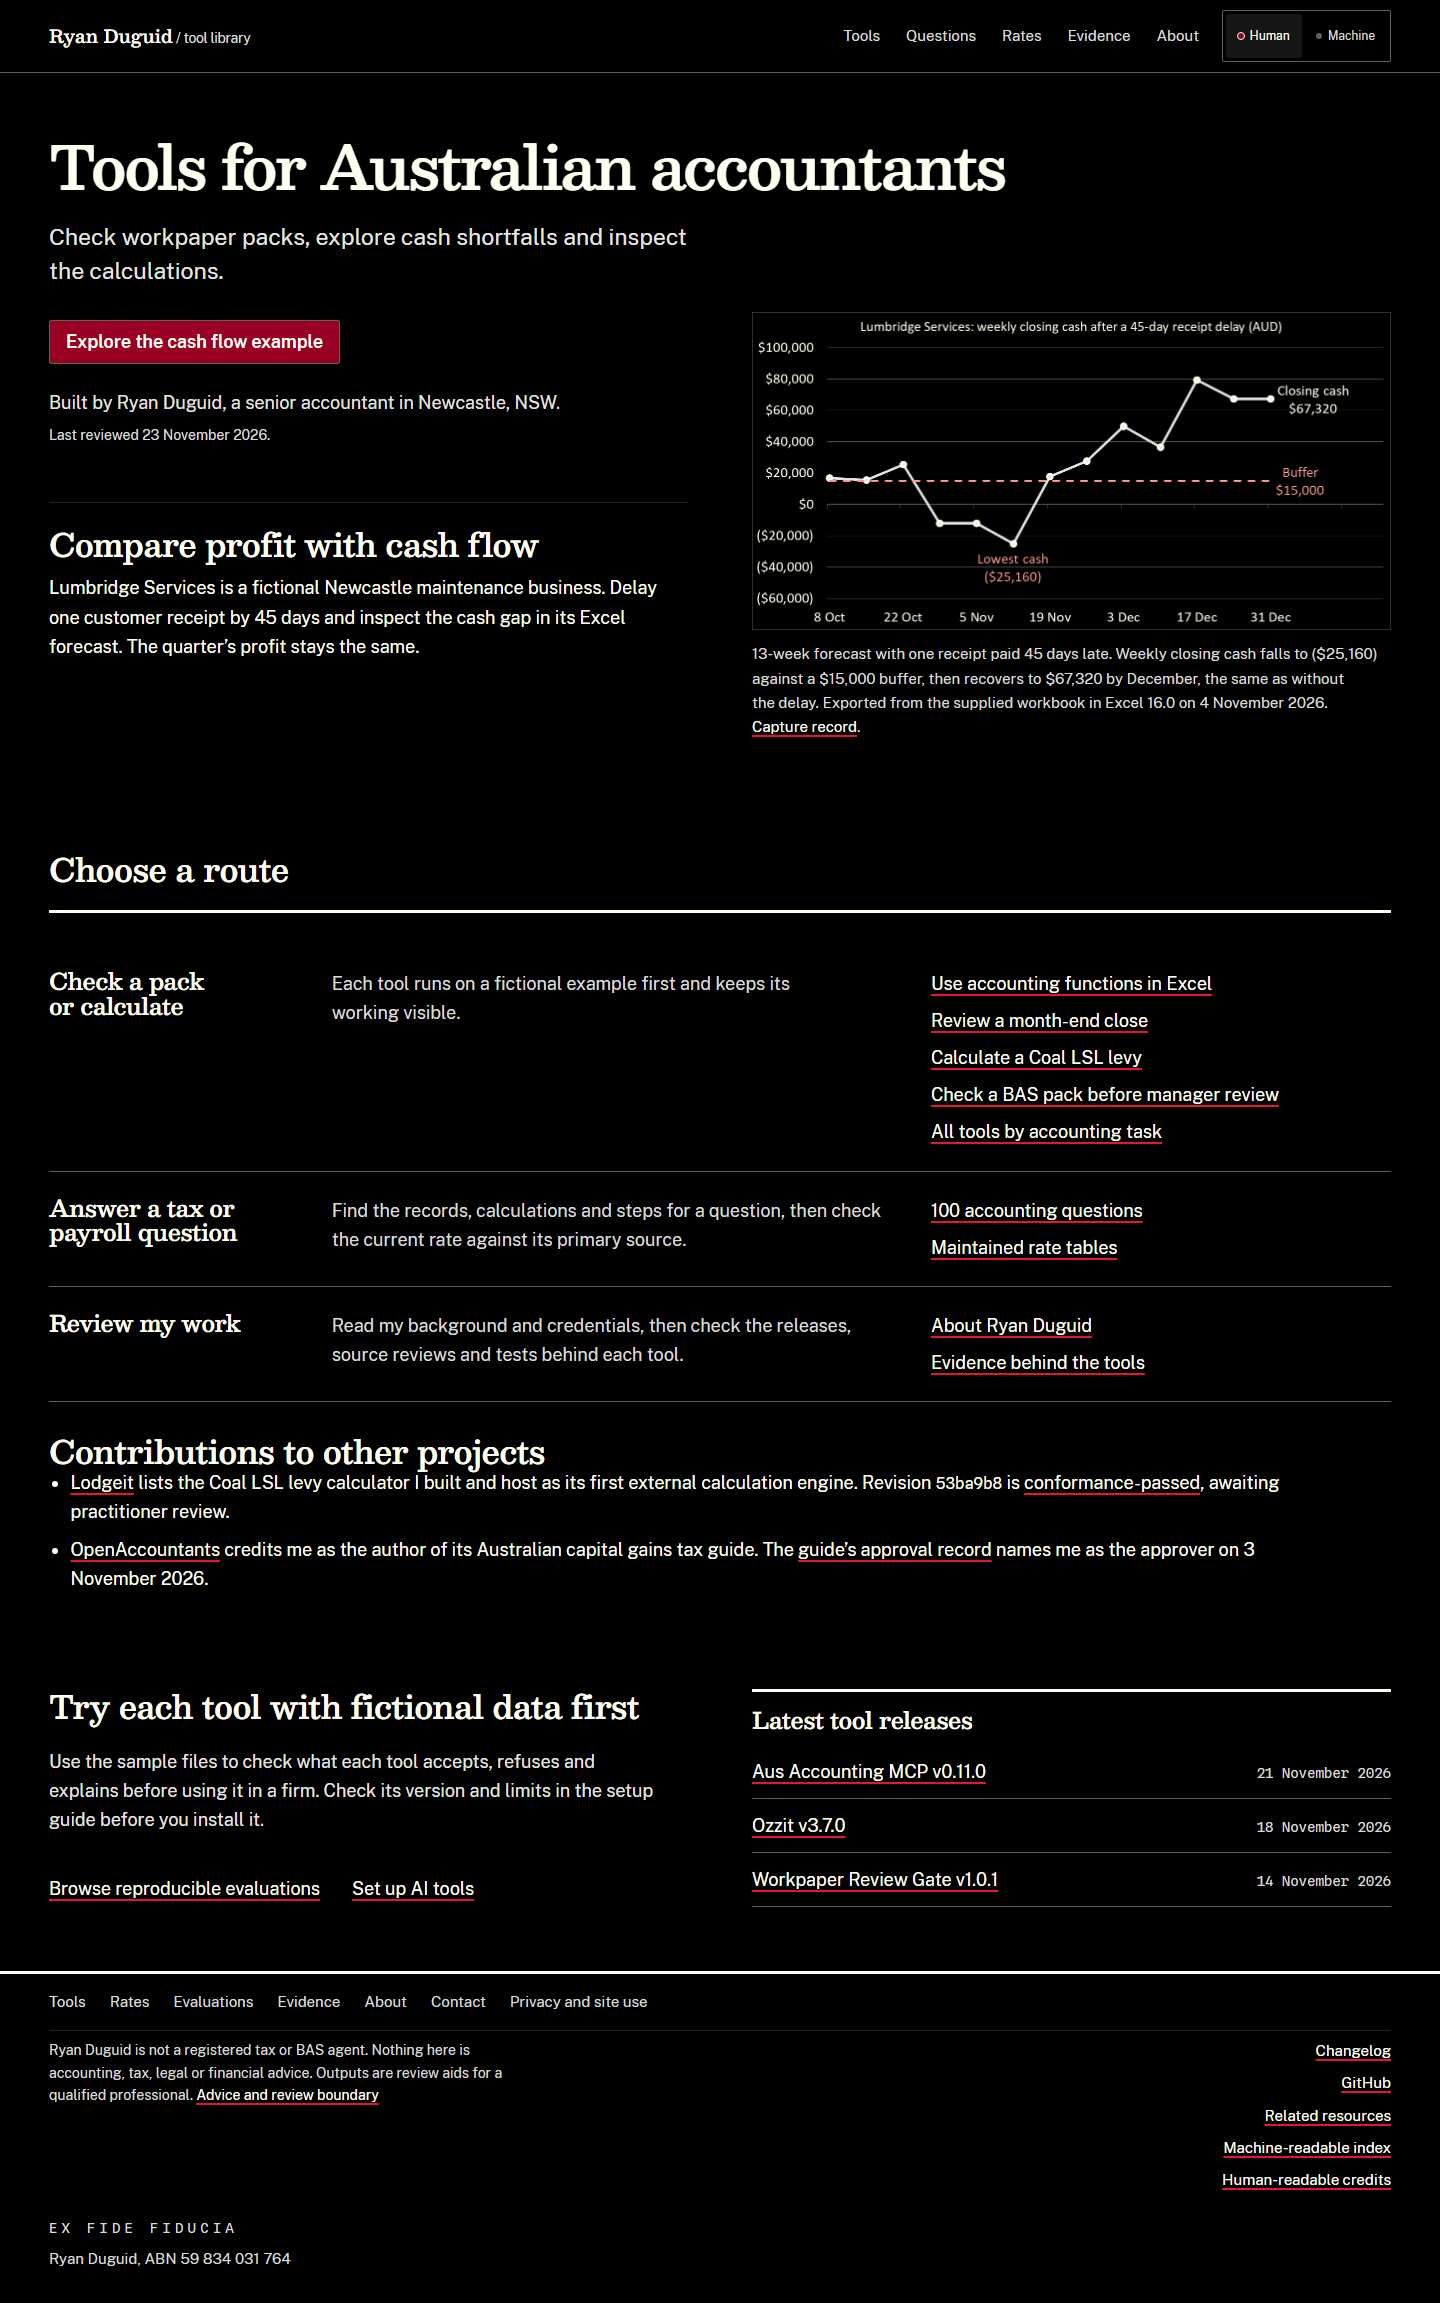 Ryan Duguid / tool library
Tools Questions Rates Evidence About Human Machine
Tools for Australian accountants
Check workpaper packs, explore cash shortfalls and inspect
the calculations.
Explore the cash flow example
Built by Ryan Duguid, a senior accountant in Newcastle, NSW.
Last reviewed 23 November 2026.
Compare profit with cash flow
Lumbridge Services is a fictional Newcastle maintenance business. Delay
one customer receipt by 45 days and inspect the cash gap in its Excel
forecast. The quarter’s profit stays the same.
Lumbridge Services: weekly closing cash after a 45-day receipt delay (AUD)
$100,000
$80,000
$60,000
$40,000
$20,000
$0
($20,000)
($40,000)
($60,000)
Closing cash
$67,320
Buffer
$15,000
Lowest cash
($25,160)
8 Oct 22 Oct 5 Nov 19 Nov 3 Dec 17 Dec 31 Dec
13-week forecast with one receipt paid 45 days late. Weekly closing cash falls to ($25,160)
against a $15,000 buffer, then recovers to $67,320 by December, the same as without
the delay. Exported from the supplied workbook in Excel 16.0 on 4 November 2026.
Capture record.
Choose a route
Check a pack
or calculate
Each tool runs on a fictional example first and keeps its
working visible.
Use accounting functions in Excel
Review a month-end close
Calculate a Coal LSL levy
Check a BAS pack before manager review
All tools by accounting task
Answer a tax or
payroll question
Find the records, calculations and steps for a question, then check
the current rate against its primary source.
100 accounting questions
Maintained rate tables
Review my work
Read my background and credentials, then check the releases,
source reviews and tests behind each tool.
About Ryan Duguid
Evidence behind the tools
Contributions to other projects
• Lodgeit lists the Coal LSL levy calculator I built and host as its first external calculation engine. Revision 53ba9b8 is conformance-passed, awaiting
practitioner review.
• OpenAccountants credits me as the author of its Australian capital gains tax guide. The guide’s approval record names me as the approver on 3
November 2026.
Try each tool with fictional data first
Use the sample files to check what each tool accepts, refuses and
explains before using it in a firm. Check its version and limits in the setup
guide before you install it.
Browse reproducible evaluations Set up AI tools
Latest tool releases
Aus Accounting MCP v0.11.0 21 November 2026
Ozzit v3.7.0 18 November 2026
Workpaper Review Gate v1.0.1 14 November 2026
Tools Rates Evaluations Evidence About Contact Privacy and site use
Ryan Duguid is not a registered tax or BAS agent. Nothing here is
accounting, tax, legal or financial advice. Outputs are review aids for a
qualified professional. Advice and review boundary
Changelog
GitHub
Related resources
Machine-readable index
Human-readable credits
EX FIDE FIDUCIA
Ryan Duguid, ABN 59 834 031 764